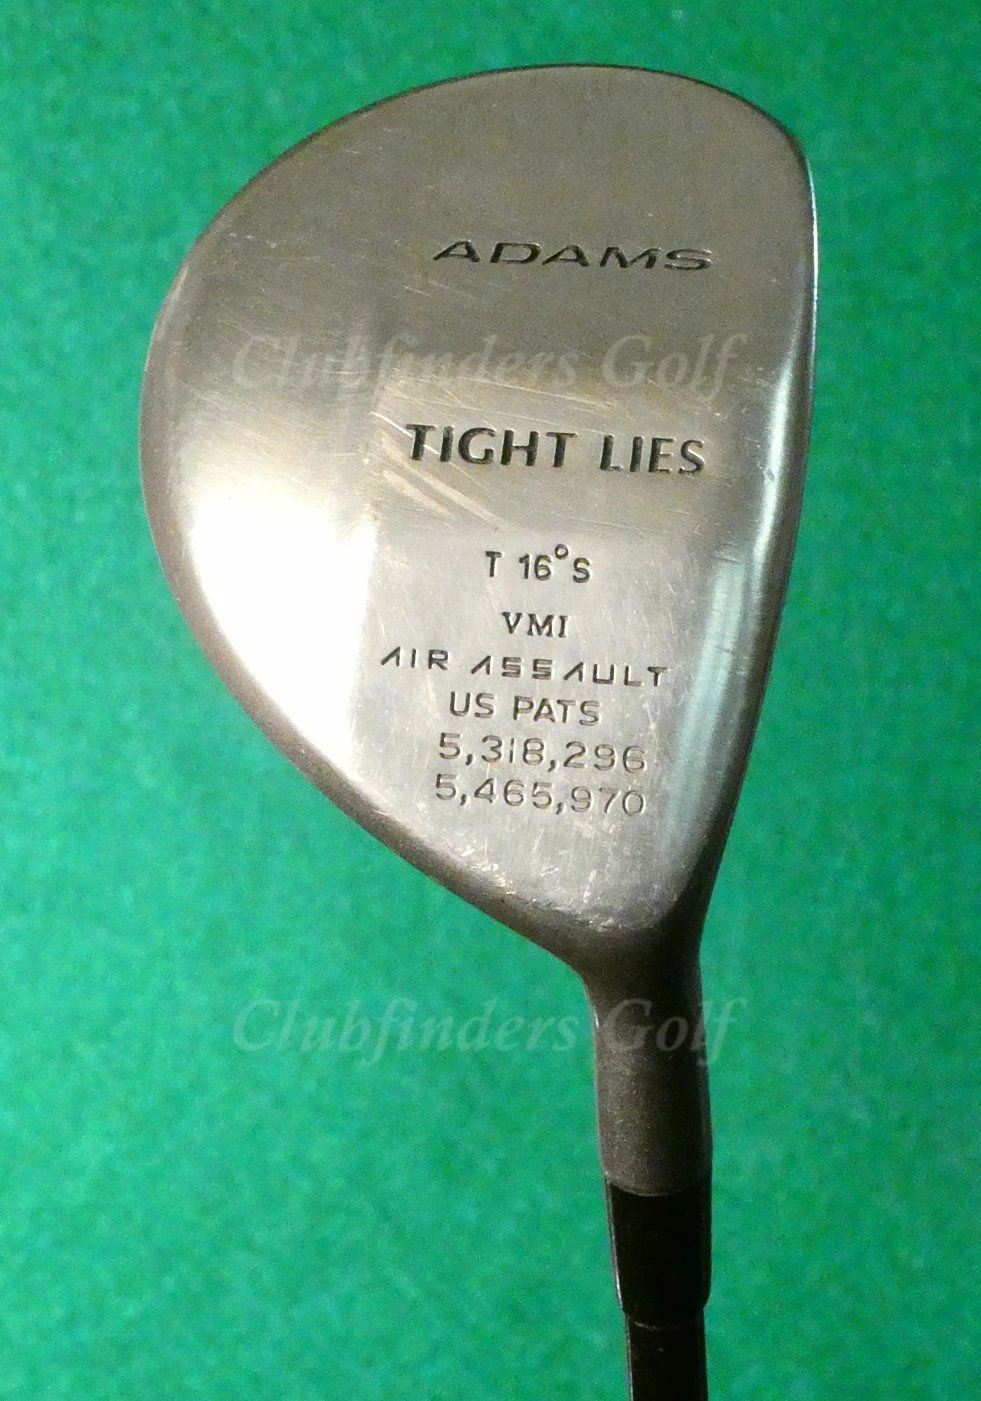 ADAMS
Clubfinders Golf
TIGHT LIES
T 16°S
VMI
AIR ASSAULT
US PATS
5,318,296
5,465,970
Clubfinders Golf